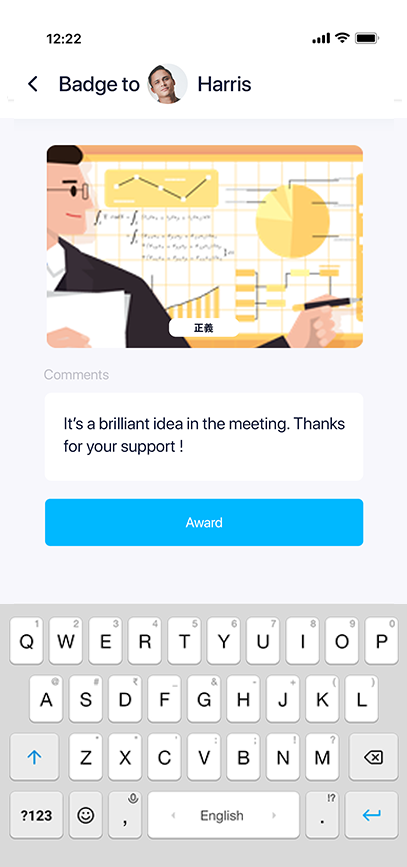 12:22
Badge to Harris
正義
Comments
It's a brilliant idea in the meeting. Thanks
for your support !
Award
1 2 3 4 5 6 7 8 9 0
Q W E R T Y U I O P
@ # ₹ _ & - + ( )
A S D F G H J K L
Z X C V B N M
?123 , English . !?